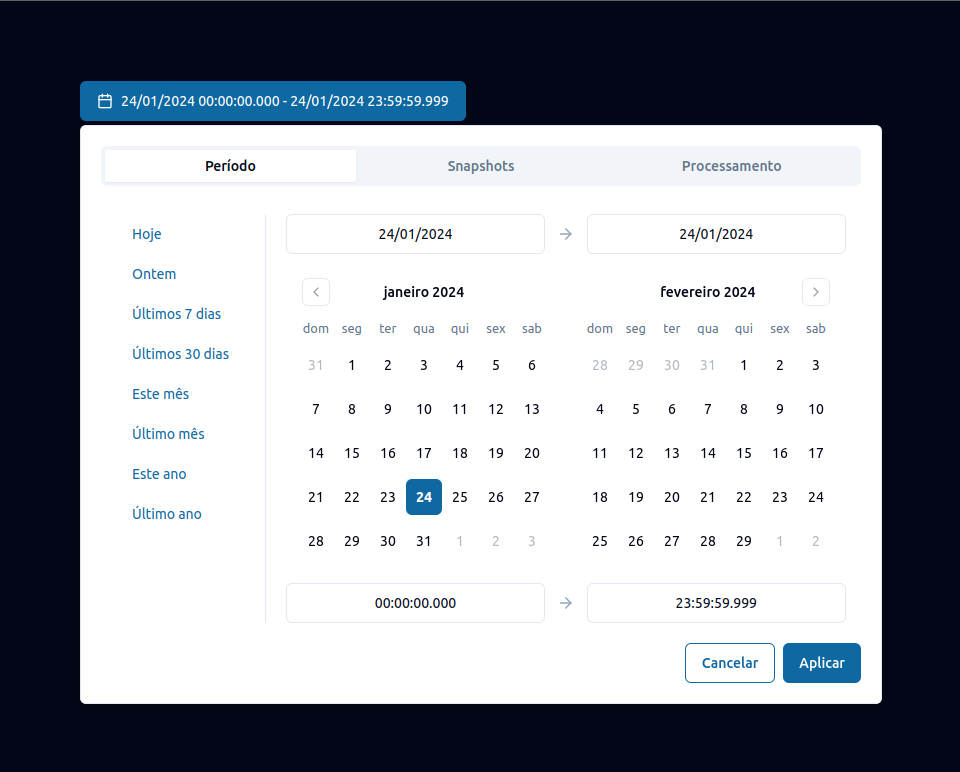 24/01/2024 00:00:00.000 - 24/01/2024 23:59:59.999
Período Snapshots Processamento
Hoje
Ontem
Últimos 7 dias
Últimos 30 dias
Este mês
Último mês
Este ano
Último ano
24/01/2024 24/01/2024
janeiro 2024
dom seg ter qua qui sex sab
31 1 2 3 4 5 6
7 8 9 10 11 12 13
14 15 16 17 18 19 20
21 22 23 24 25 26 27
28 29 30 31 1 2 3
fevereiro 2024
dom seg ter qua qui sex sab
28 29 30 31 1 2 3
4 5 6 7 8 9 10
11 12 13 14 15 16 17
18 19 20 21 22 23 24
25 26 27 28 29 1 2
00:00:00.000 23:59:59.999
Cancelar Aplicar